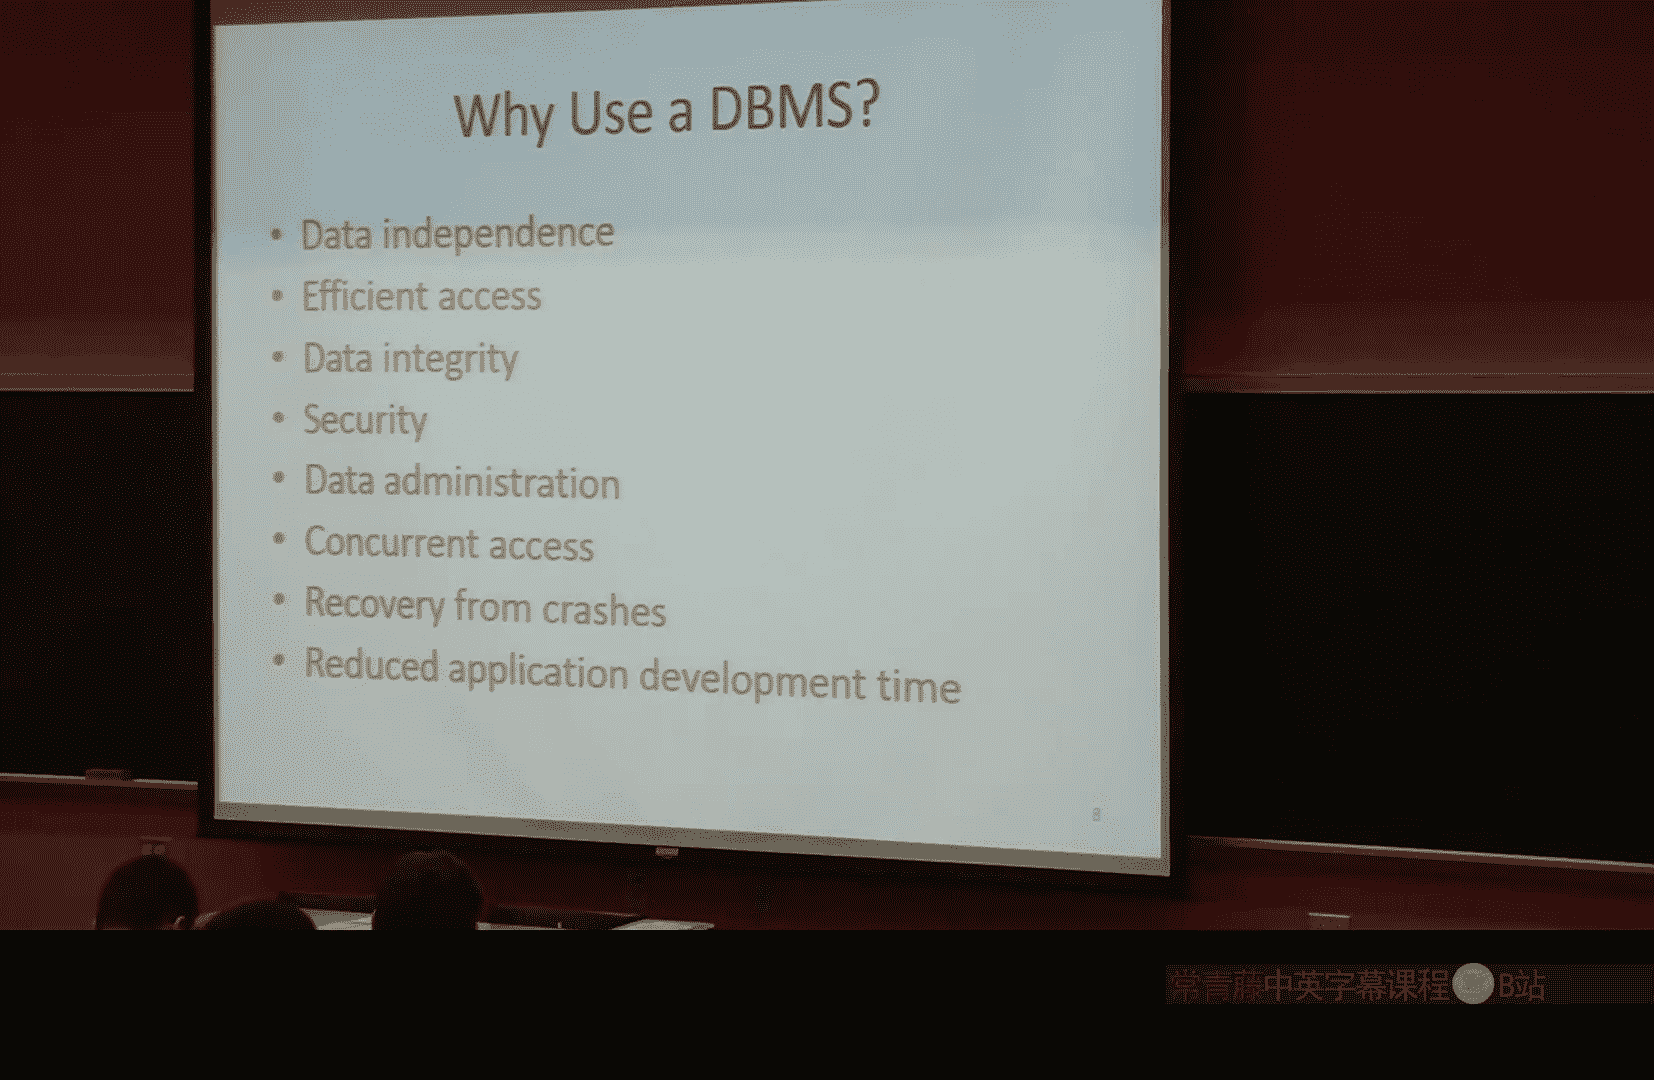 Why Use a DBMS?
• Data independence
• Efficient access
• Data integrity
• Security
• Data administration
• Concurrent access
• Recovery from crashes
• Reduced application development time
8
常青藤中英字幕课程 B站